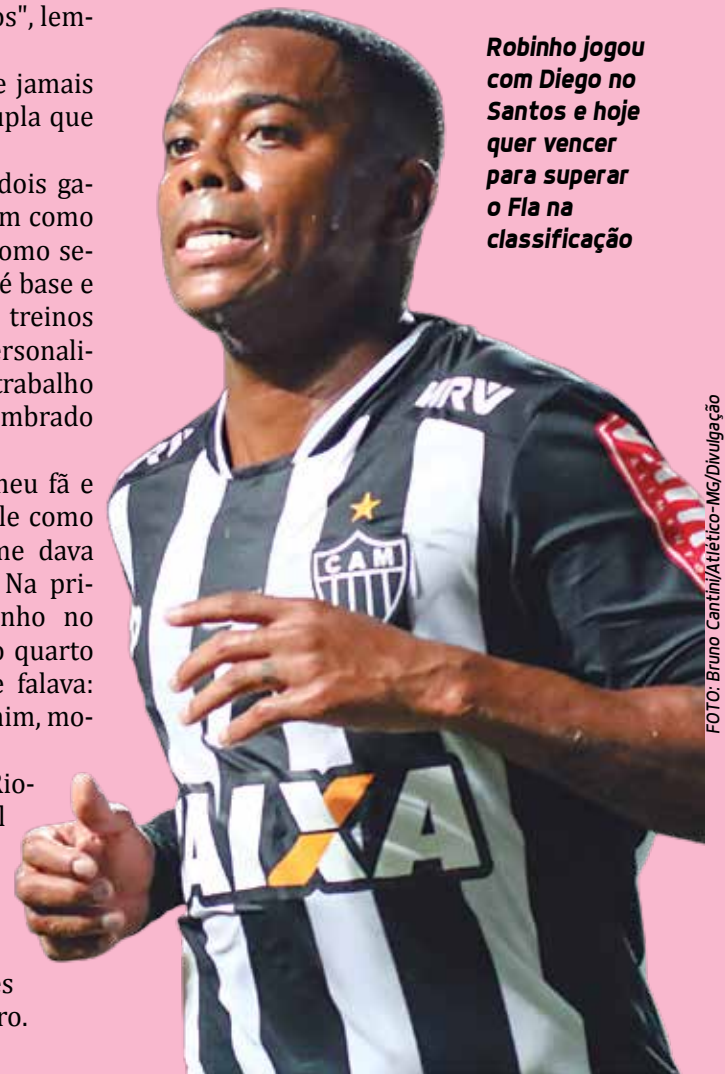 os", lem-
e jamais
upla que
dois ga-
m como
omo se-
é base e
treinos
ersonali-
trabalho
mbrado
meu fã e
le como
me dava
Na pri-
nho no
o quarto
e falava:
nim, mo-
Rio-
l
es
ro.
Robinho jogou
com Diego no
Santos e hoje
quer vencer
para superar
o Fla na
classificação
FOTO: Bruno Cantini/Atlético-MG/Divulgação
MRV
CAM
CAIXA